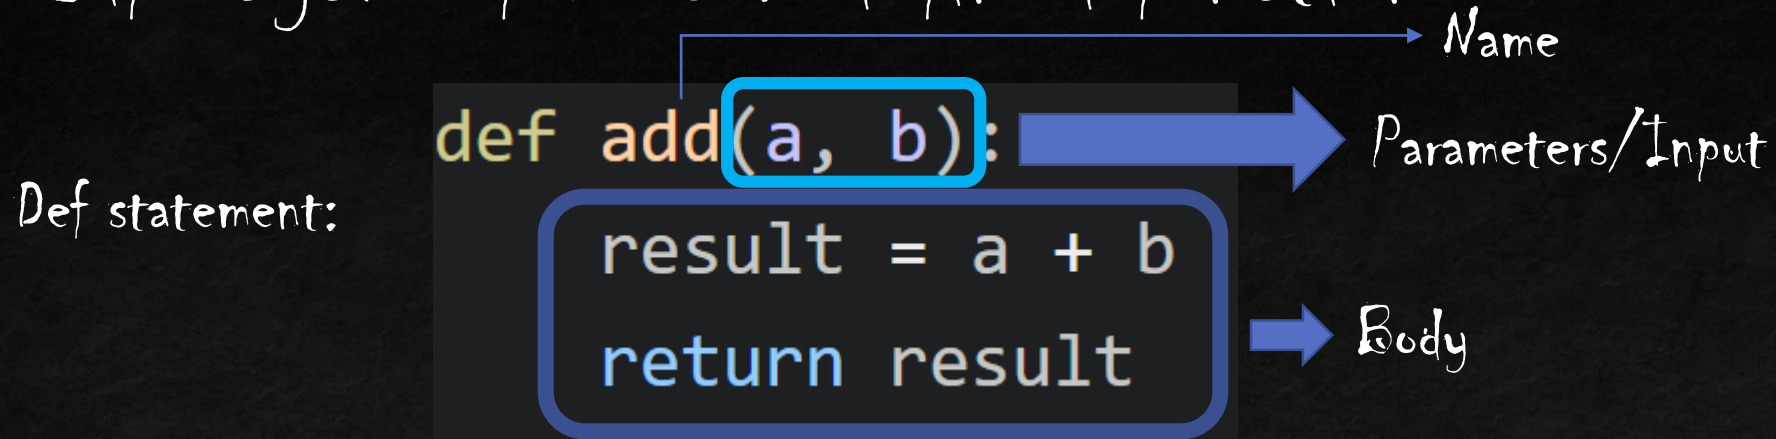 Name
def add(a, b):
Parameters/Input
Def statement:
result = a + b
return result
Body